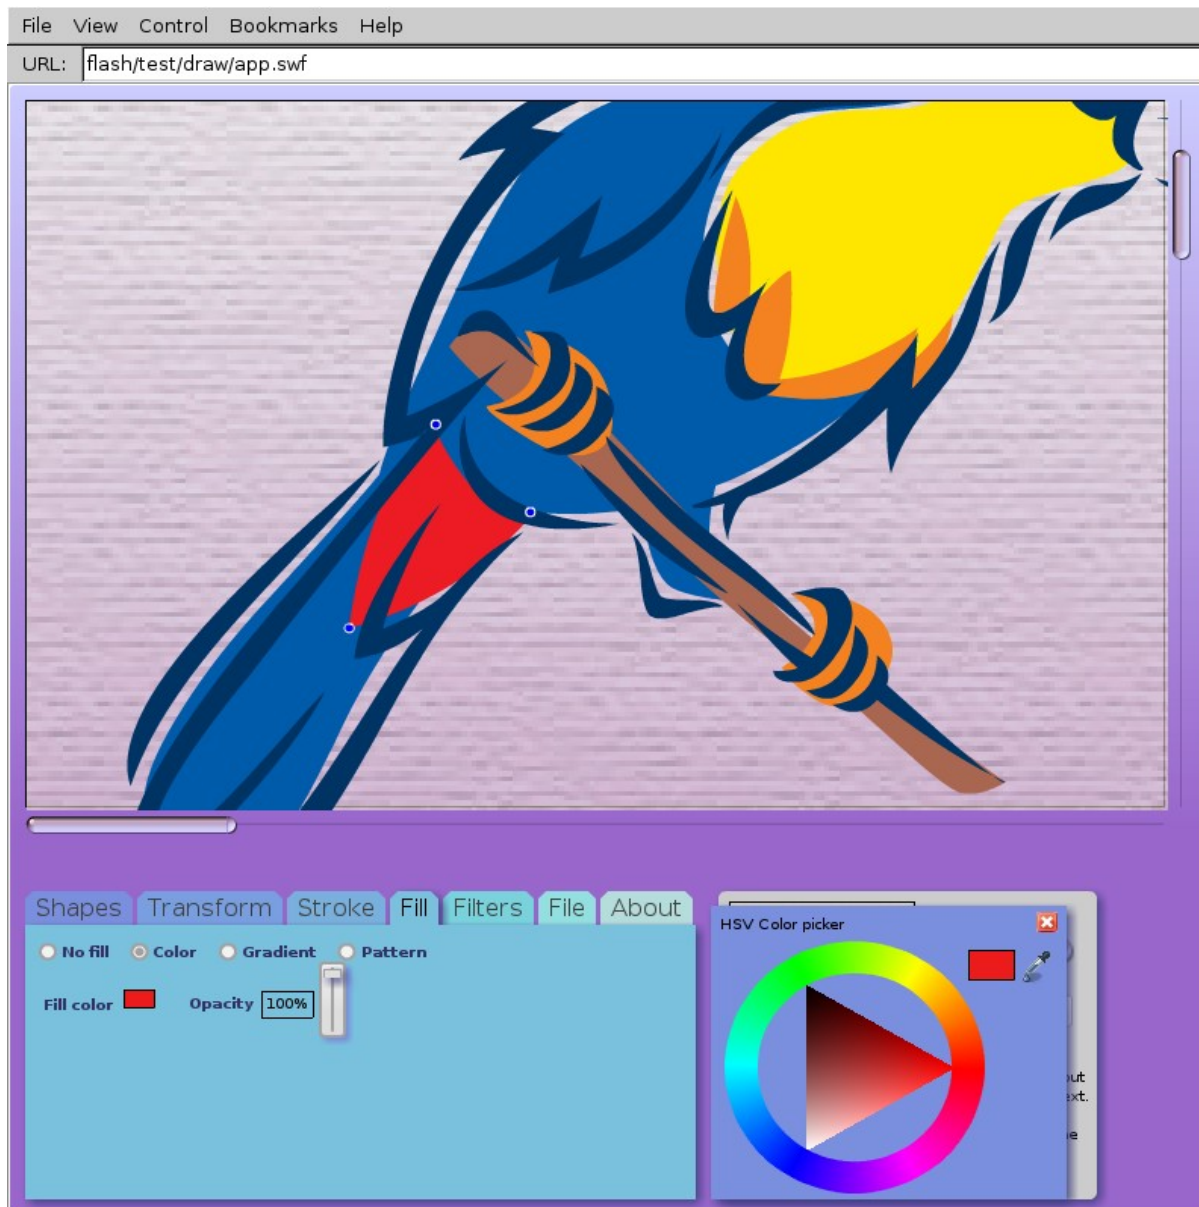 File View Control Bookmarks Help
URL: flash/test/draw/app.swf
Shapes Transform Stroke Fill Filters File About
No fill Color Gradient Pattern
Fill color Opacity 100%
HSV Color picker